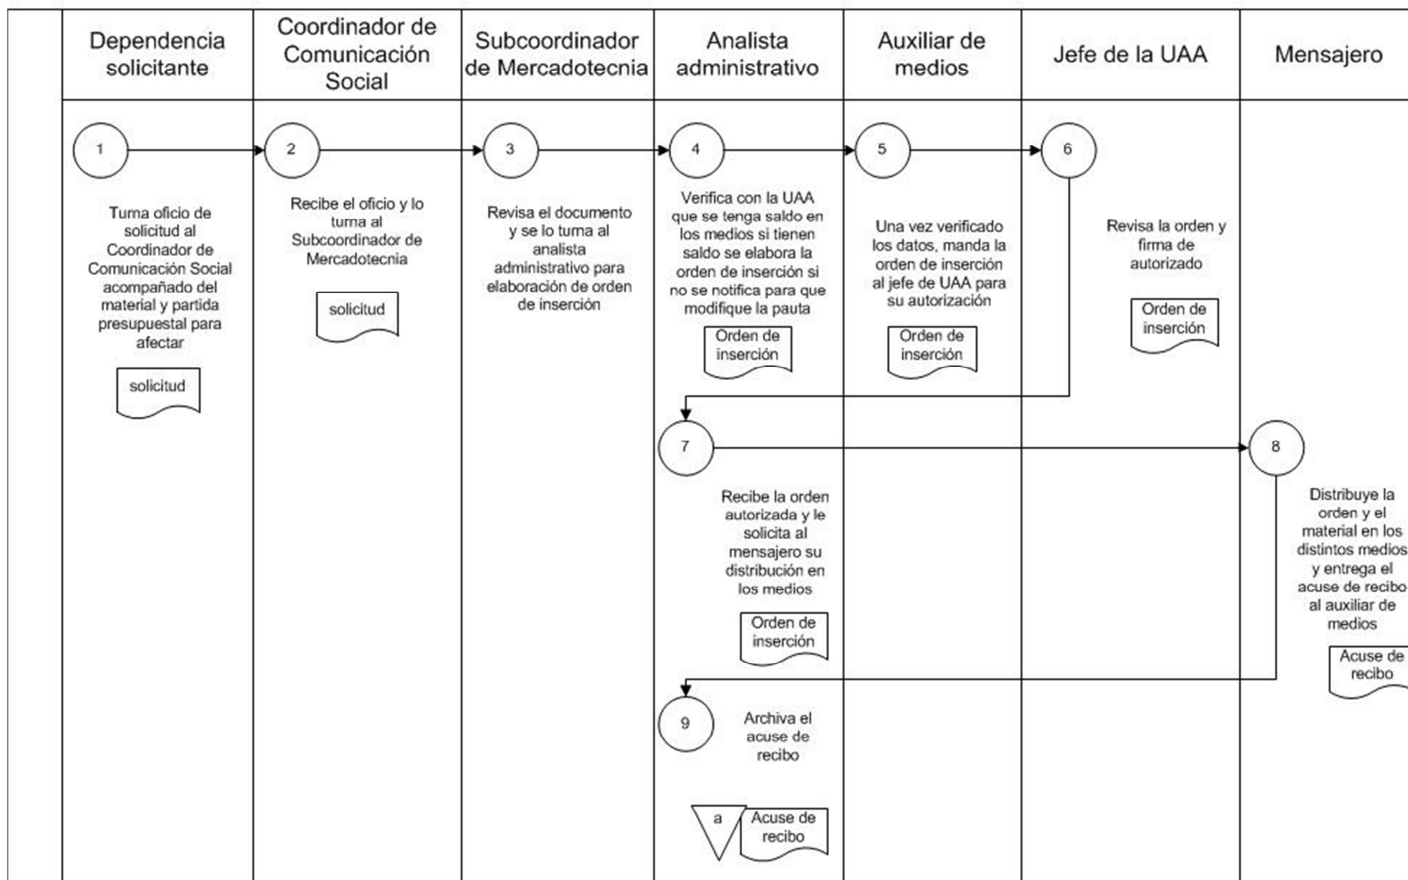 Dependencia
solicitante
Coordinador de
Comunicación
Social
Subcoordinador
de Mercadotecnia
Analista
administrativo
Auxiliar de
medios
Jefe de la UAA
Mensajero
1
2
3
4
5
6
Turna oficio de
solicitud al
Coordinador de
Comunicación Social
acompañado del
material y partida
presupuestal para
afectar
solicitud
Recibe el oficio y lo
turna al
Subcoordinador de
Mercadotecnia
solicitud
Revisa el documento
y se lo turna al
analista
administrativo para
elaboración de orden
de inserción
Verifica con la UAA
que se tenga saldo en
los medios si tienen
saldo se elabora la
orden de inserción si
no se notifica para que
modifique la pauta
Orden de
inserción
Una vez verificado
los datos, manda la
orden de inserción
al jefe de UAA para
su autorización
Orden de
inserción
Revisa la orden y
firma de
autorizado
Orden de
inserción
7
8
Recibe la orden
autorizada y le
solicita al
mensajero su
distribución en
los medios
Orden de
inserción
Distribuye la
orden y el
material en los
distintos medios
y entrega el
acuse de recibo
al auxiliar de
medios
Acuse de
recibo
9
Archiva el
acuse de
recibo
a
Acuse de
recibo